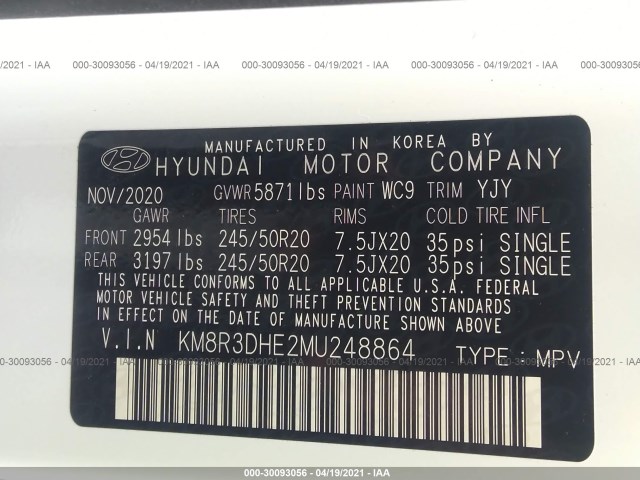 000-30093056 - 04/19/2021 - IAA
MANUFACTURED IN KOREA BY
HYUNDAI MOTOR COMPANY
NOV/2020 GVWR 5871lbs PAINT WC9 TRIM YJY
GAWR TIRES RIMS COLD TIRE INFL
FRONT 2954lbs 245/50R20 7.5JX20 35psi SINGLE
REAR 3197lbs 245/50R20 7.5JX20 35psi SINGLE
THIS VEHICLE CONFORMS TO ALL APPLICABLE U.S.A. FEDERAL
MOTOR VEHICLE SAFETY AND THEFT PREVENTION STANDARDS
IN EFFECT ON THE DATE OF MANUFACTURE SHOWN ABOVE
V.I.N KM8R3DHE2MU248864 TYPE : MPV
000-30093056 - 04/19/2021 - IAA